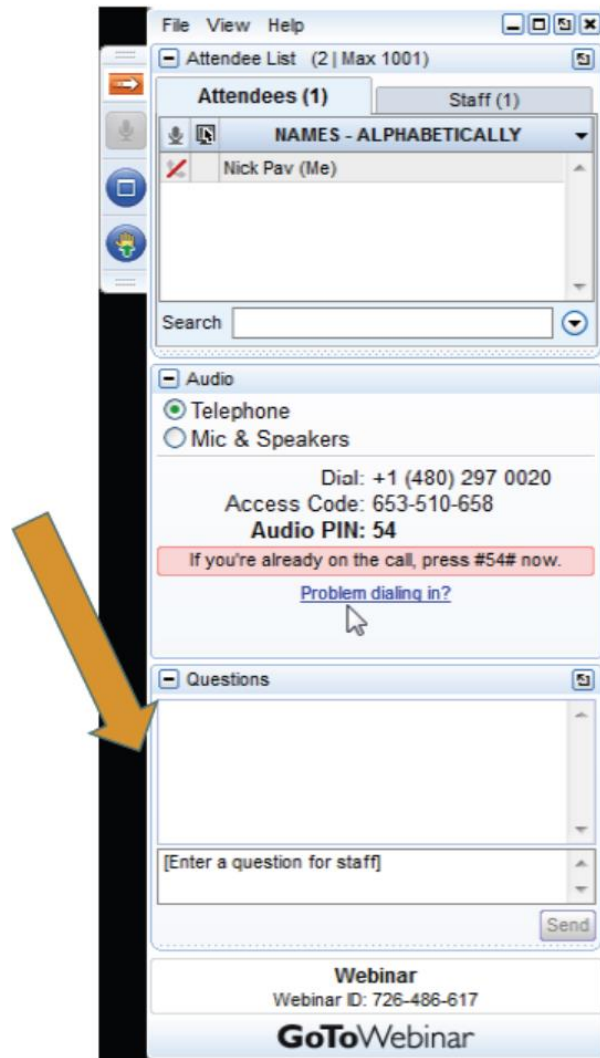 File View Help
Attendee List (2 | Max 1001)
Attendees (1) Staff (1)
NAMES - ALPHABETICALLY
Nick Pav (Me)
Search
Audio
Telephone
Mic & Speakers
Dial: +1 (480) 297 0020
Access Code: 653-510-658
Audio PIN: 54
If you're already on the call, press #54# now.
Problem dialing in?
Questions
[Enter a question for staff]
Send
Webinar
Webinar ID: 726-486-617
GoToWebinar